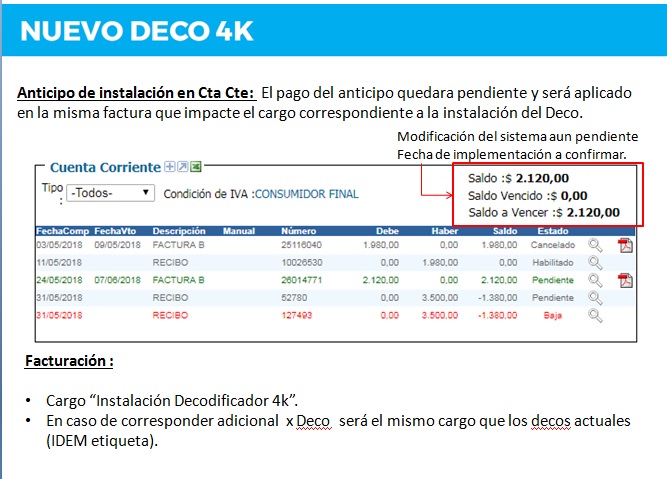 NUEVO DECO 4K
Anticipo de instalación en Cta Cte: El pago del anticipo quedara pendiente y será aplicado
en la misma factura que impacte el cargo correspondiente a la instalación del Deco.
Modificación del sistema aun pendiente
Fecha de implementación a confirmar.
Cuenta Corriente
Tipo : -Todos- Condición de IVA :CONSUMIDOR FINAL
Saldo :$ 2.120,00
Saldo Vencido :$ 0,00
Saldo a Vencer :$ 2.120,00
FechaComp FechaVto Descripción Manual Número Debe Haber Saldo Estado
03/05/2018 09/05/2018 FACTURA B 25116040 1.980,00 0,00 1.980,00 Cancelado
11/05/2018 RECIBO 10026530 0,00 1.980,00 0,00 Habilitado
24/05/2018 07/06/2018 FACTURA B 26014771 2.120,00 0,00 2.120,00 Pendiente
31/05/2018 RECIBO 52780 0,00 3.500,00 -1.380,00 Pendiente
31/05/2018 RECIBO 127493 0,00 3.500,00 -1.380,00 Baja
Facturación :
• Cargo “Instalación Decodificador 4k”.
• En caso de corresponder adicional x Deco será el mismo cargo que los decos actuales
(IDEM etiqueta).